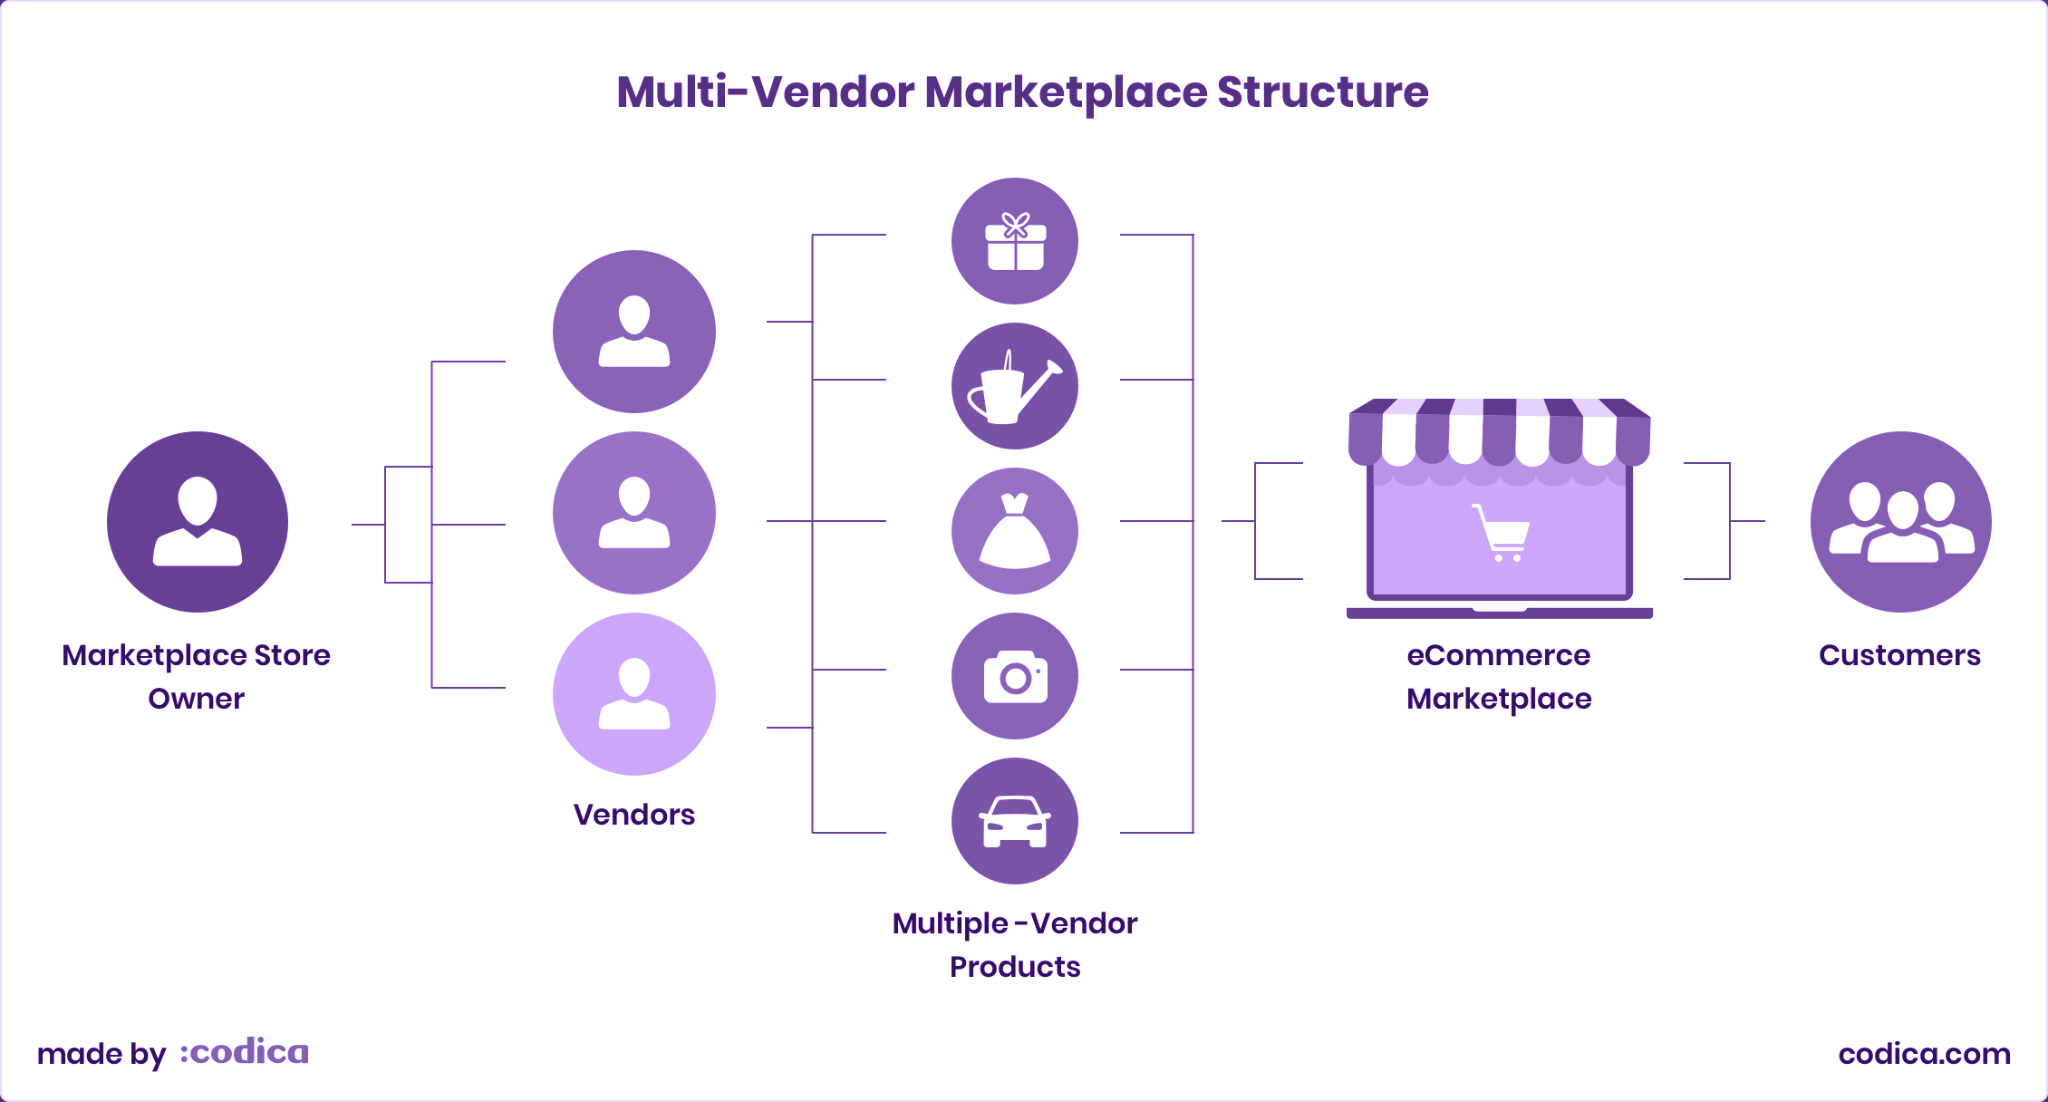 Multi-Vendor Marketplace Structure
Marketplace Store
Owner
Vendors
Multiple -Vendor
Products
eCommerce
Marketplace
Customers
made by :codica
codica.com